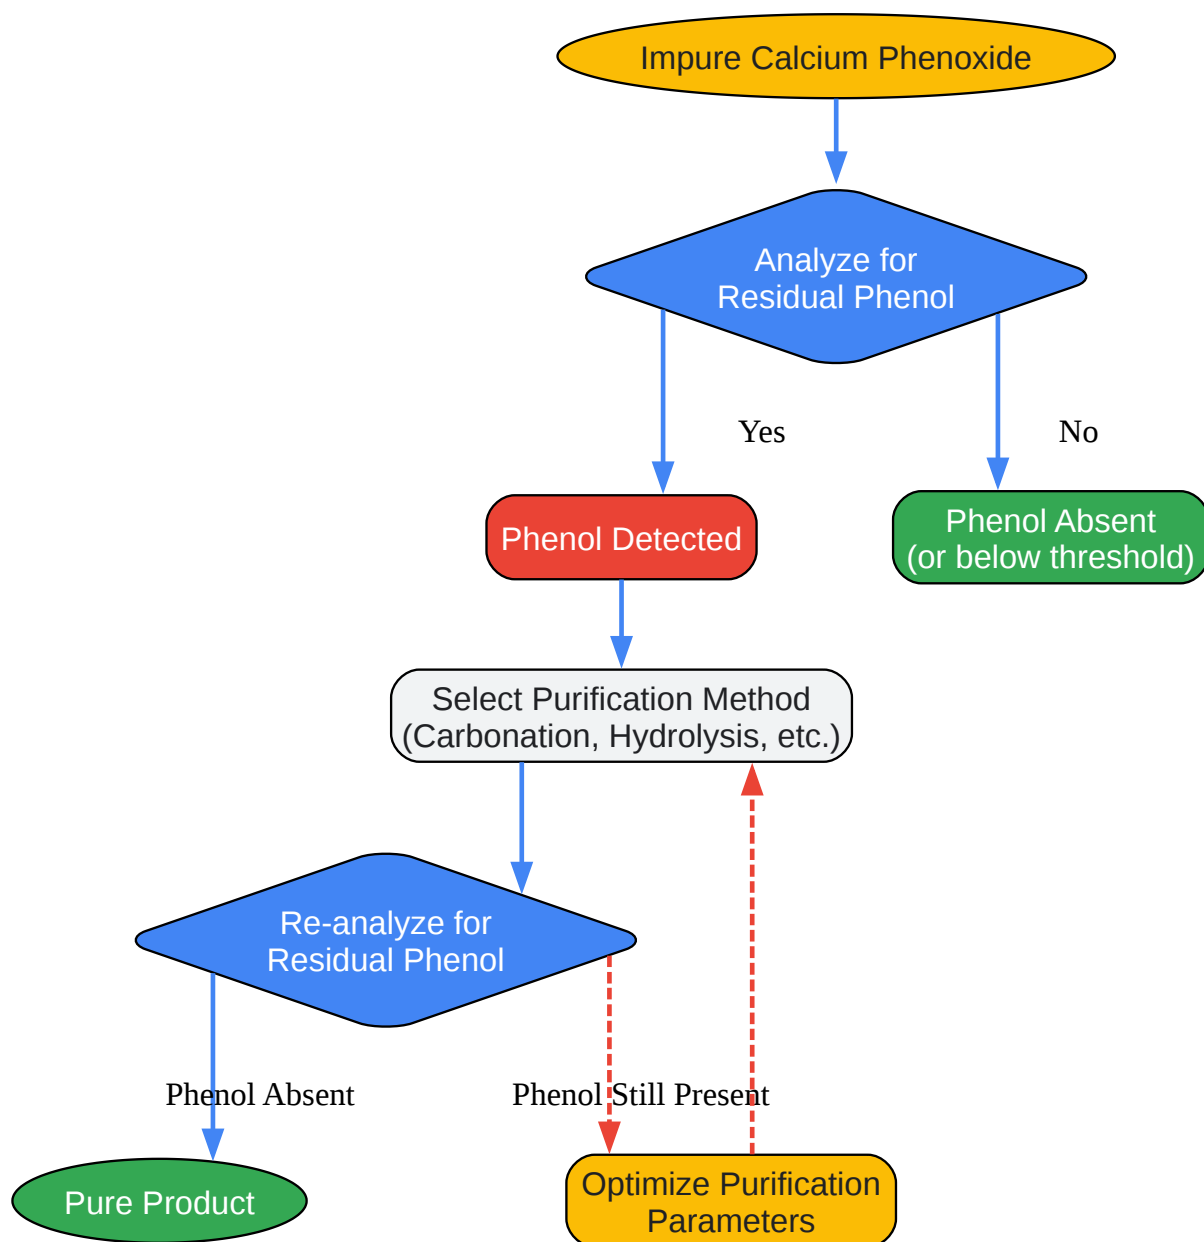 Impure Calcium Phenoxide
Analyze for
Residual Phenol
Yes
No
Phenol Detected
Phenol Absent
(or below threshold)
Select Purification Method
(Carbonation, Hydrolysis, etc.)
Re-analyze for
Residual Phenol
Phenol Absent
Phenol Still Present
Pure Product
Optimize Purification
Parameters